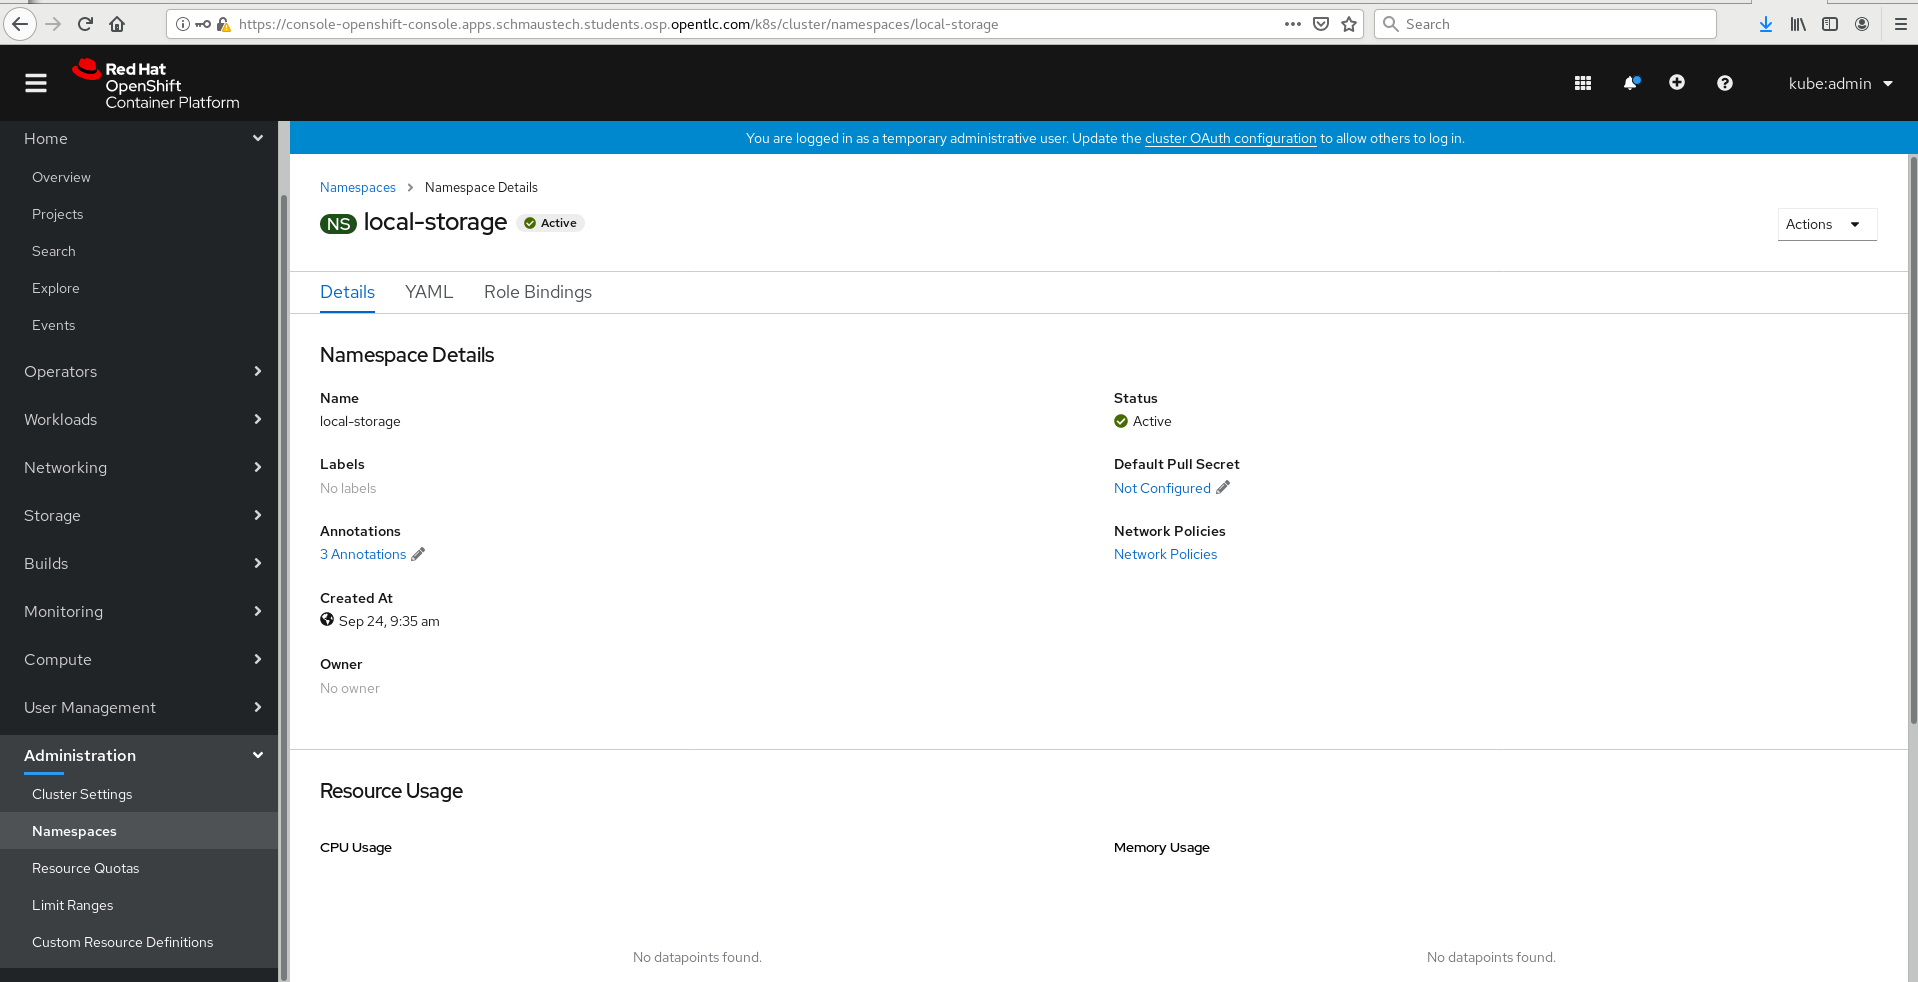 https://console-openshift-console.apps.schmaustech.students.osp.opentlc.com/k8s/cluster/namespaces/local-storage
Search
Red Hat
OpenShift
Container Platform
kube:admin
Home
Overview
Projects
Search
Explore
Events
Operators
Workloads
Networking
Storage
Builds
Monitoring
Compute
User Management
Administration
Cluster Settings
Namespaces
Resource Quotas
Limit Ranges
Custom Resource Definitions
You are logged in as a temporary administrative user. Update the cluster OAuth configuration to allow others to log in.
Namespaces > Namespace Details
NS local-storage Active
Actions
Details YAML Role Bindings
Namespace Details
Name
local-storage
Labels
No labels
Annotations
3 Annotations
Created At
Sep 24, 9:35 am
Owner
No owner
Status
Active
Default Pull Secret
Not Configured
Network Policies
Network Policies
Resource Usage
CPU Usage
No datapoints found.
Memory Usage
No datapoints found.